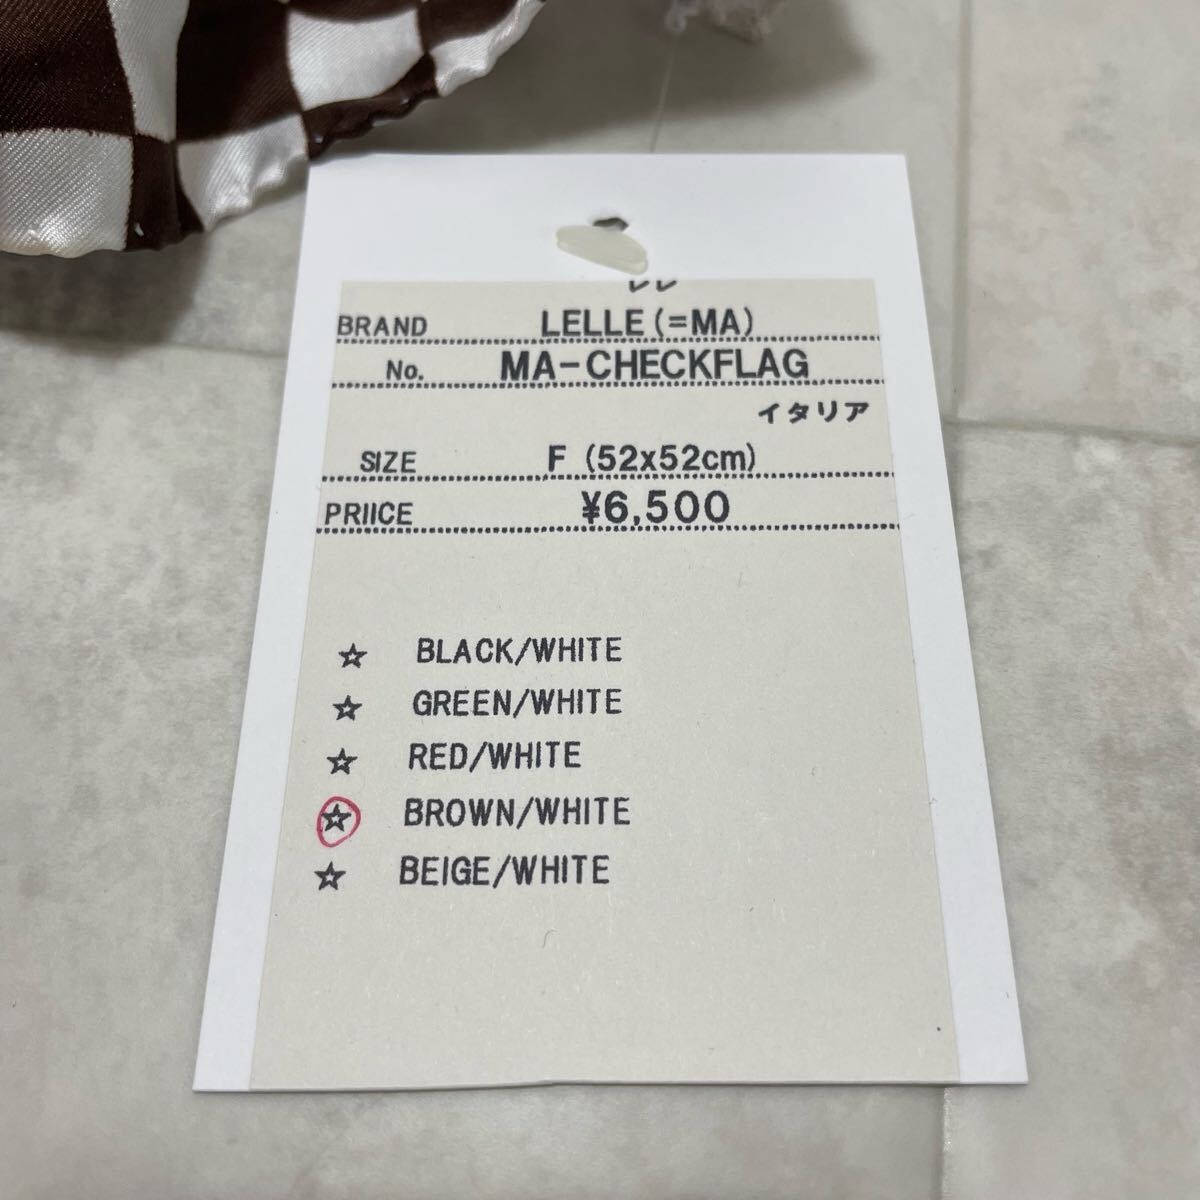 レレ
BRAND LELLE(=MA)
No. MA-CHECKFLAG
イタリア
SIZE F (52x52cm)
PRIICE ¥6,500
☆ BLACK/WHITE
☆ GREEN/WHITE
☆ RED/WHITE
☆ BROWN/WHITE
☆ BEIGE/WHITE